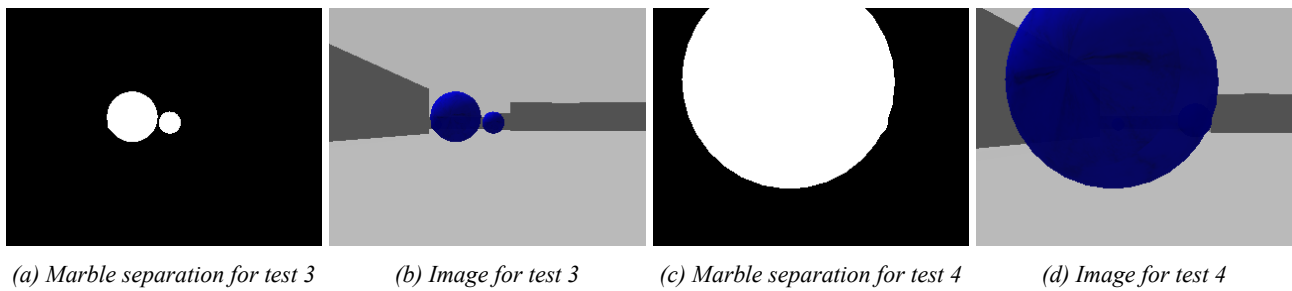 (a) Marble separation for test 3
(b) Image for test 3
(c) Marble separation for test 4
(d) Image for test 4